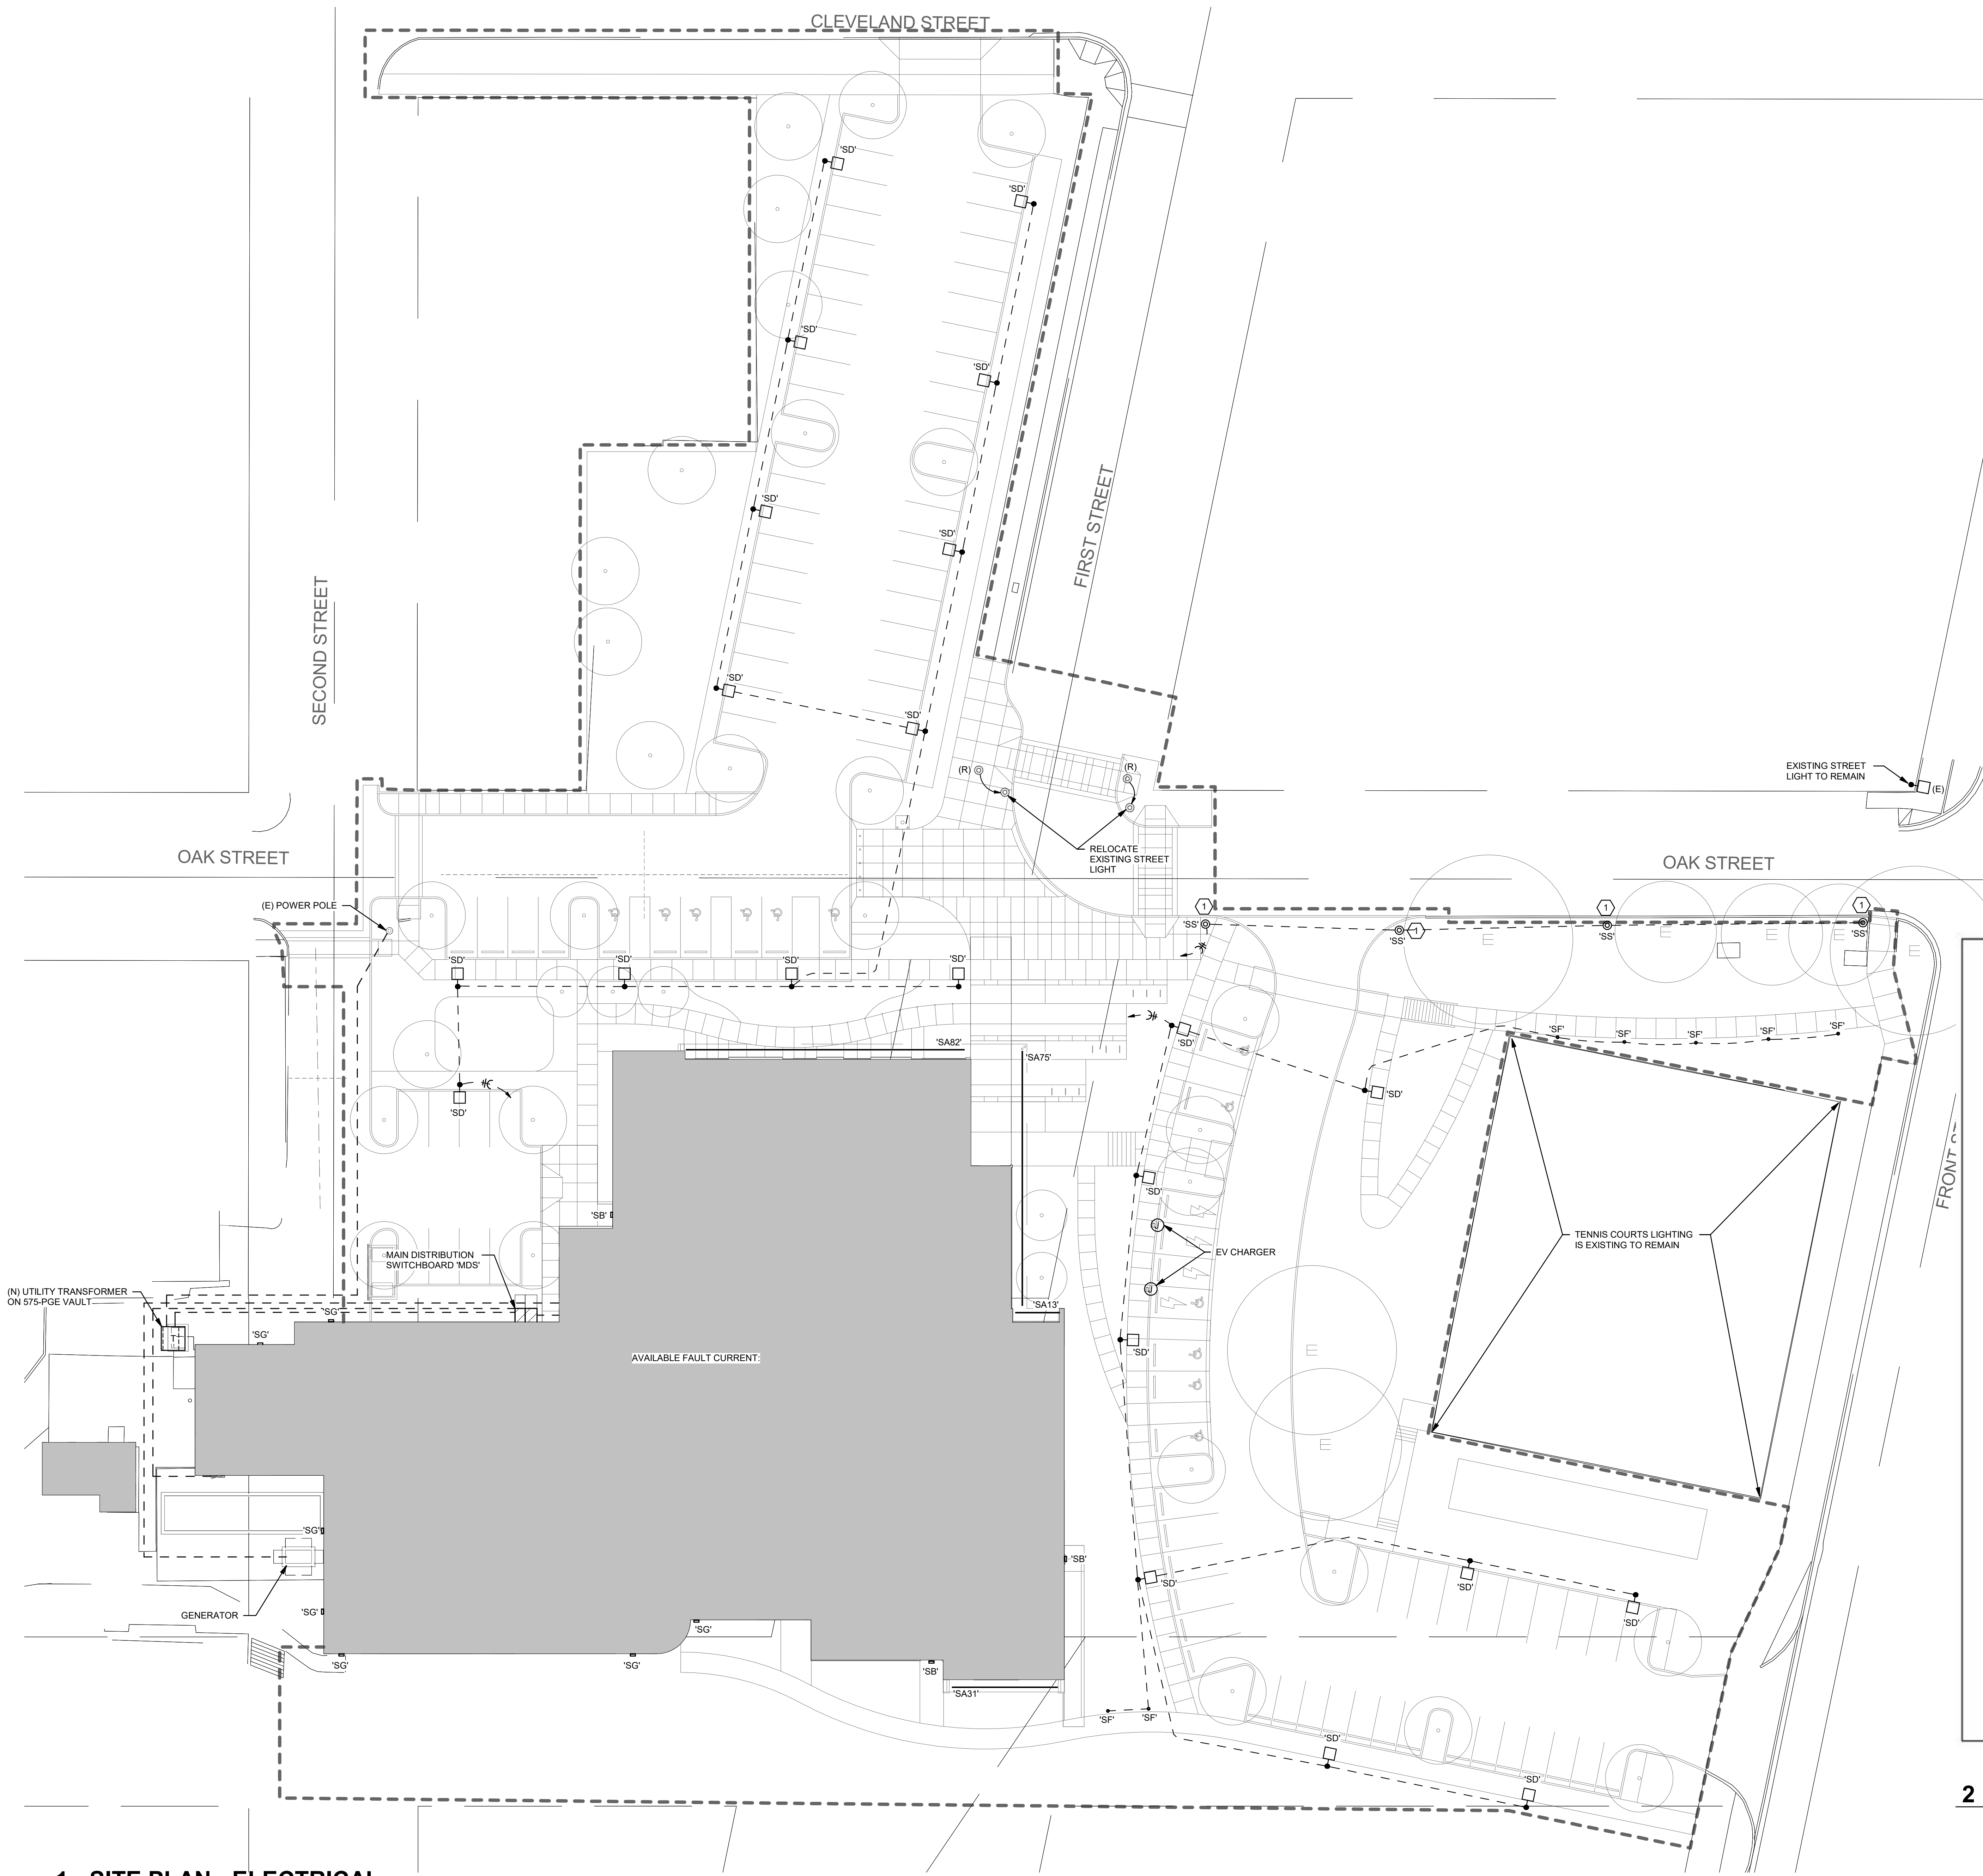 CLEVELAND STREET
'SD'
'SD'
'SD'
'SD'
'SD'
'SD'
'SD'
'SD'
FIRST STREET
SECOND STREET
(R)
(R)
EXISTING STREET
LIGHT TO REMAIN
(E)
RELOCATE
EXISTING STREET
LIGHT
OAK STREET
OAK STREET
(E) POWER POLE
1
1
1
1
'SS'
'SS'
'SS'
'SS'
'SD'
'SD'
'SD'
'SD'
'SF'
'SF'
'SF'
'SF'
'SF'
'SA82'
'SA75'
'SD'
'SD'
'SD'
'SD'
'SB'
FRONT
MAIN DISTRIBUTION
SWITCHBOARD 'MDS'
EV CHARGER
J
J
TENNIS COURTS LIGHTING
IS EXISTING TO REMAIN
(N) UTILITY TRANSFORMER
ON 575-PGE VAULT
T
'SG'
'SG'
'SA13'
'SD'
AVAILABLE FAULT CURRENT:
'SG'
'SB'
'SD'
'SD'
'SD'
GENERATOR
'SG'
'SG'
'SG'
'SG'
'SB'
'SA31'
'SF'
'SF'
'SD'
'SD'
2
1 SITE PLAN - ELECTRICAL